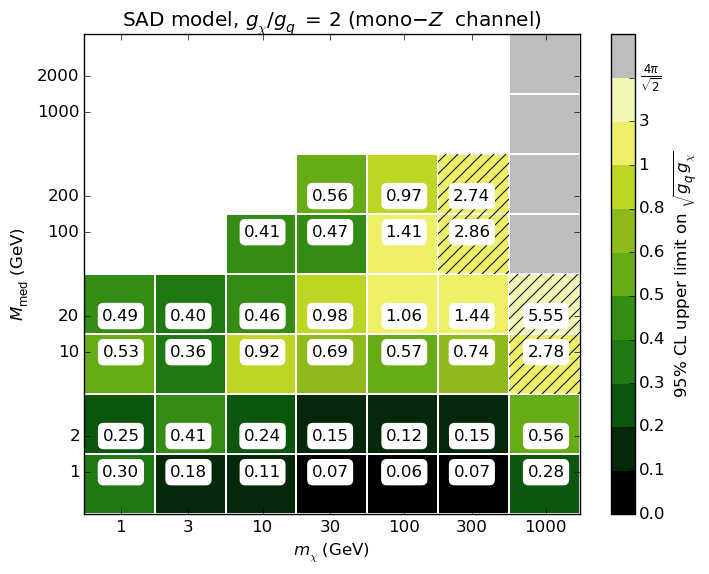 SAD model, gχ/gq = 2 (mono−Z channel)
2000
1000
200
100
20
10
2
1
M_med (GeV)
0.56 0.97 2.74
0.41 0.47 1.41 2.86
0.49 0.40 0.46 0.98 1.06 1.44 5.55
0.53 0.36 0.92 0.69 0.57 0.74 2.78
0.25 0.41 0.24 0.15 0.12 0.15 0.56
0.30 0.18 0.11 0.07 0.06 0.07 0.28
1 3 10 30 100 300 1000
mχ (GeV)
4π/√2
3
1
0.8
0.6
0.5
0.4
0.3
0.2
0.1
0.0
95% CL upper limit on √gq gχ